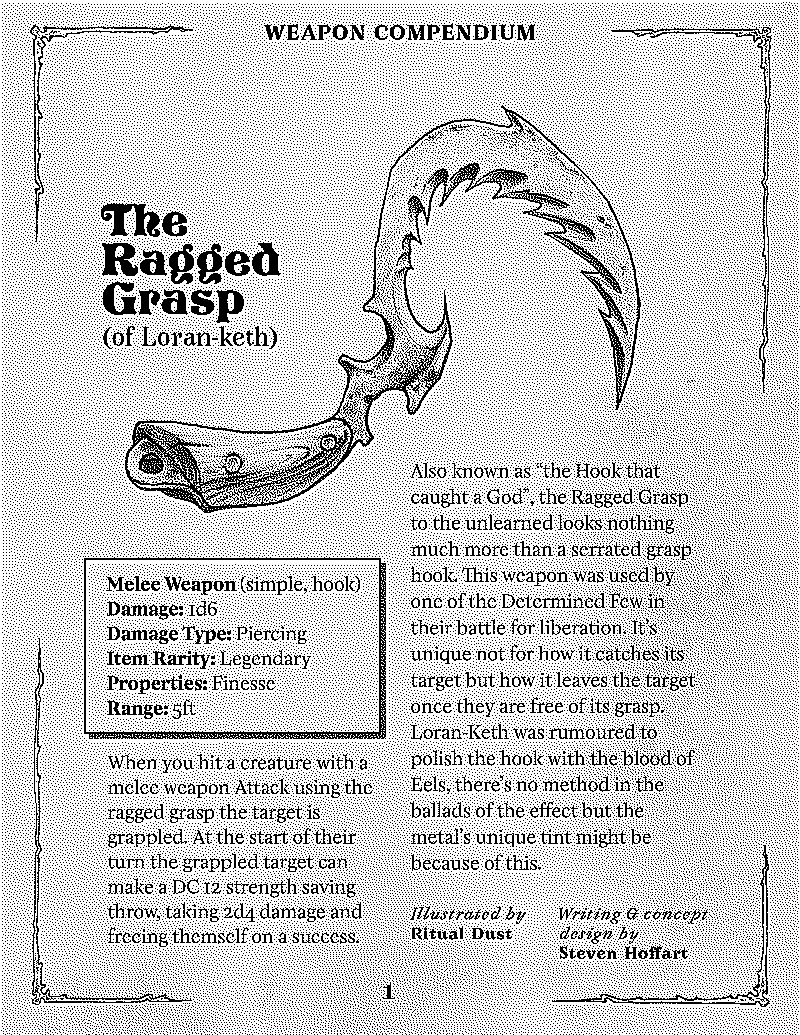 WEAPON COMPENDIUM
The
Ragged
Grasp
(of Loran-keth)
Melee Weapon (simple, hook)
Damage: 1d6
Damage Type: Piercing
Item Rarity: Legendary
Properties: Finesse
Range: 5ft
When you hit a creature with a
melee weapon Attack using the
ragged grasp the target is
grappled. At the start of their
turn the grappled target can
make a DC 12 strength saving
throw, taking 2d4 damage and
freeing themself on a success.
Also known as “the Hook that
caught a God”, the Ragged Grasp
to the unlearned looks nothing
much more than a serrated grasp
hook. This weapon was used by
one of the Determined Few in
their battle for liberation. It's
unique not for how it catches its
target but how it leaves the target
once they are free of its grasp.
Loran-Keth was rumoured to
polish the hook with the blood of
Eels, there's no method in the
ballads of the effect but the
metal's unique tint might be
because of this.
Illustrated by
Ritual Dust
Writing & concept
design by
Steven Hoffart
1